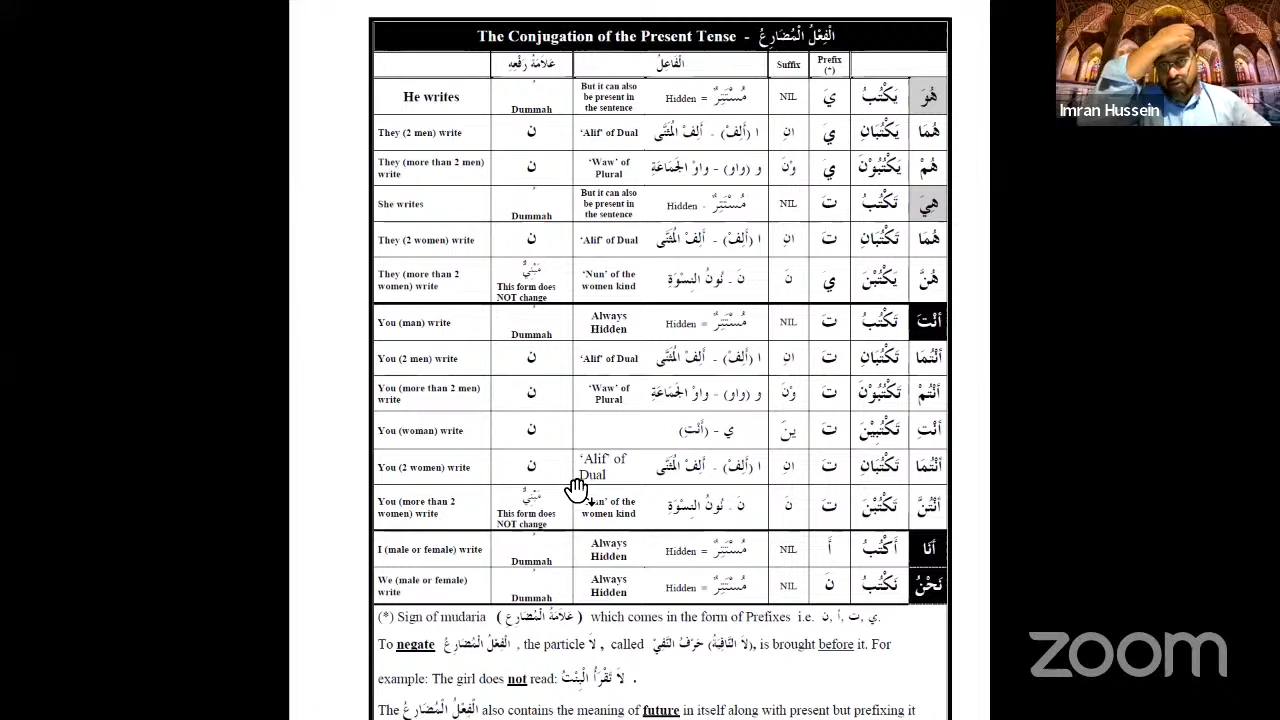 The Conjugation of the Present Tense - الْفِعْلُ الْمُضَارِعُ
عَلاَمَةُ رَفْعِهِ الْفَاعِلُ Suffix Prefix (*)
He writes Dummah But it can also be present in the sentence Hidden = مُسْتَتِرٌ NIL يَ يَكْتُبُ هُوَ
They (2 men) write ن ‘Alif’ of Dual ا (أَلِفْ) - أَلِفْ الْمُثَنَّى انِ يَ يَكْتُبَانِ هُمَا
They (more than 2 men) write ن ‘Waw’ of Plural و (واو) - واوْ الجَمَاعَةِ وْنَ يَ يَكْتُبُوْنَ هُمْ
She writes Dummah But it can also be present in the sentence Hidden - مُسْتَتِرٌ NIL تَ تَكْتُبُ هِيَ
They (2 women) write ن ‘Alif’ of Dual ا (أَلِفْ) - أَلِفْ الْمُثَنَّى انِ تَ تَكْتُبَانِ هُمَا
They (more than 2 women) write مَبْنِيٌّ This form does NOT change ‘Nun’ of the women kind نَ - نُونُ النِسْوَةِ نَ يَ يَكْتُبْنَ هُنَّ
You (man) write Dummah Always Hidden Hidden = مُسْتَتِرٌ NIL تَ تَكْتُبُ أَنْتَ
You (2 men) write ن ‘Alif’ of Dual ا (أَلِفْ) - أَلِفْ الْمُثَنَّى انِ تَ تَكْتُبَانِ أَنْتُمَا
You (more than 2 men) write ن ‘Waw’ of Plural و (واو) - واوْ الجَمَاعَةِ وْنَ تَ تَكْتُبُوْنَ أَنْتُمْ
You (woman) write ن ي - (أَنْتِ) ينَ تَ تَكْتُبِيْنَ أَنْتِ
You (2 women) write ن ‘Alif’ of Dual ا (أَلِفْ) - أَلِفْ الْمُثَنَّى انِ تَ تَكْتُبَانِ أَنْتُمَا
You (more than 2 women) write مَبْنِيٌّ This form does NOT change of the women kind نَ - نُونُ النِسْوَةِ نَ تَ تَكْتُبْنَ أَنْتُنَّ
I (male or female) write Dummah Always Hidden Hidden = مُسْتَتِرٌ NIL أَ أَكْتُبُ أَنَا
We (male or female) write Dummah Always Hidden Hidden = مُسْتَتِرٌ NIL نَ نَكْتُبُ نَحْنُ
(*) Sign of mudaria (عَلاَمَةُ الْمُضَارِعِ) which comes in the form of Prefixes i.e. ي, ت, أ, ن.
To negate الْفِعْلُ الْمُضَارِعُ , the particle لاَ , called حَرْفُ النَّفْيِّ (لاَ النَّافِيَةُ), is brought before it. For
example: The girl does not read: لاَ تَقْرَأُ الْبِنْتُ .
The الْفِعْلُ الْمُضَارِعُ also contains the meaning of future in itself along with present but prefixing it
Imran Hussein
zoom